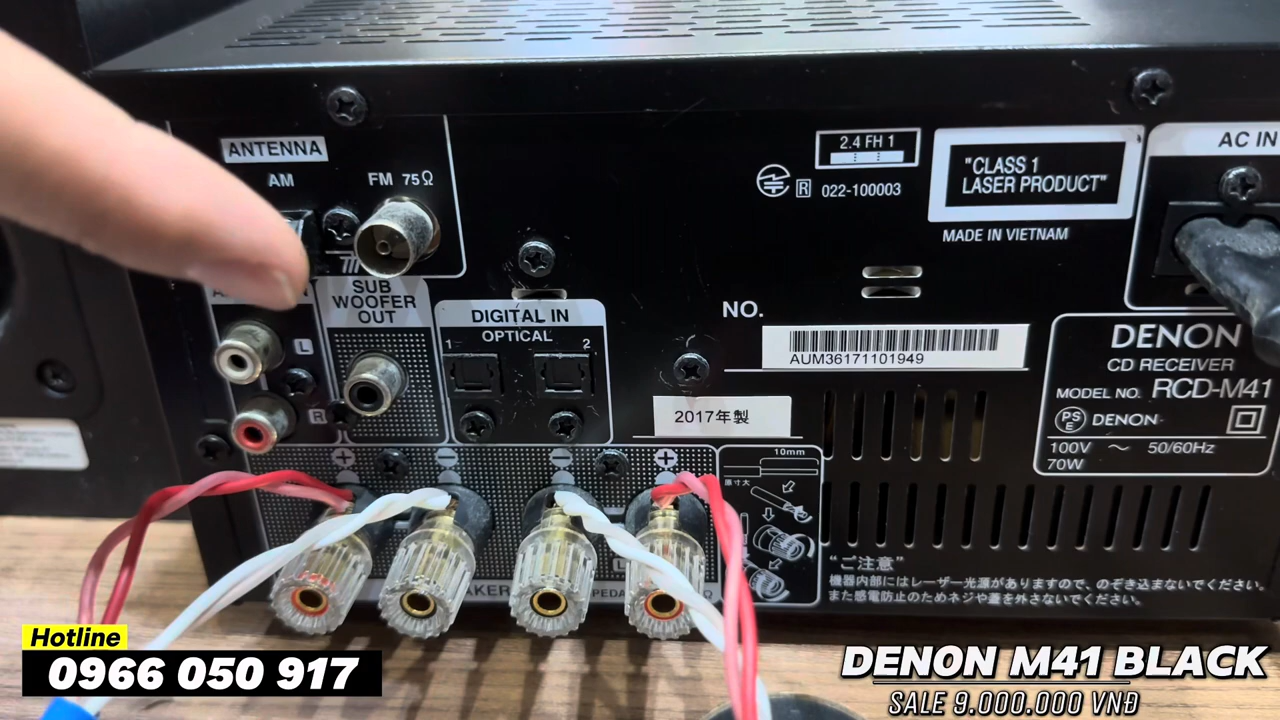 ANTENNA
AM
FM 75Ω
SUB
WOOFER
OUT
L
R
DIGITAL IN
OPTICAL
1
2
2.4 FH 1
R 022-100003
"CLASS 1
LASER PRODUCT"
MADE IN VIETNAM
AC IN
NO.
AUM36171101949
2017年製
DENON
CD RECEIVER
MODEL NO. RCD-M41
PS
E
DENON
100V ～ 50/60Hz
70W
10mm
原寸大
"ご注意"
機器内部にはレーザー光源がありますので、のぞき込まないでください。
また感電防止のためネジや蓋を外さないでください。
Hotline
0966 050 917
DENON M41 BLACK
SALE 9.000.000 VNĐ